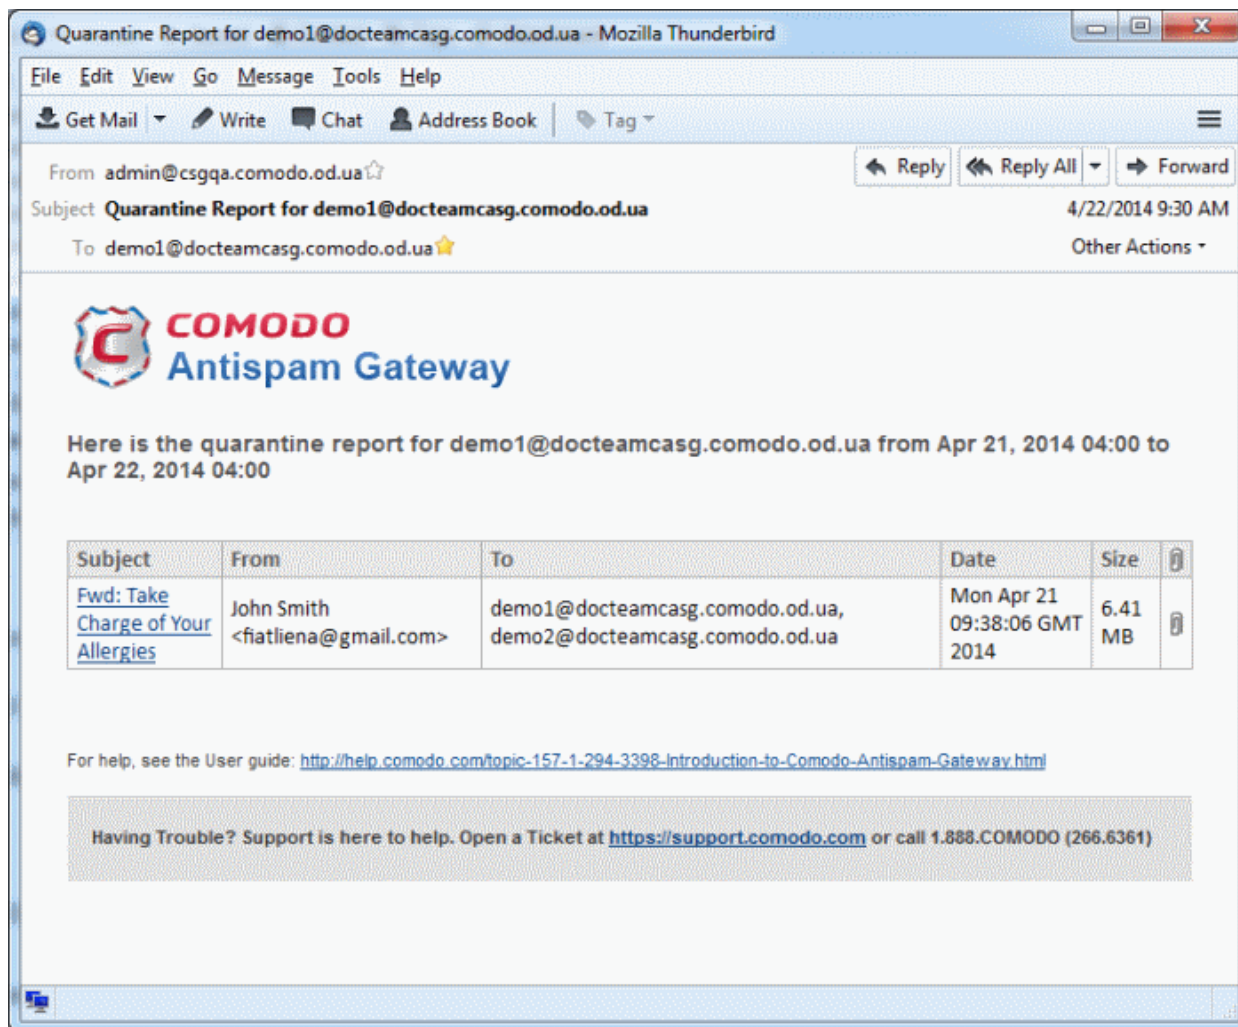 Quarantine Report for demo1@docteamcasg.comodo.od.ua - Mozilla Thunderbird
File Edit View Go Message Tools Help
Get Mail Write Chat Address Book Tag
From admin@csgqa.comodo.od.ua Reply Reply All Forward
Subject Quarantine Report for demo1@docteamcasg.comodo.od.ua 4/22/2014 9:30 AM
To demo1@docteamcasg.comodo.od.ua Other Actions
C COMODO
Antispam Gateway
Here is the quarantine report for demo1@docteamcasg.comodo.od.ua from Apr 21, 2014 04:00 to
Apr 22, 2014 04:00
Subject From To Date Size
Fwd: Take
Charge of Your
Allergies
John Smith
<fiatliena@gmail.com>
demo1@docteamcasg.comodo.od.ua,
demo2@docteamcasg.comodo.od.ua
Mon Apr 21
09:38:06 GMT
2014
6.41
MB
For help, see the User guide: http://help.comodo.com/topic-157-1-294-3398-Introduction-to-Comodo-Antispam-Gateway.html
Having Trouble? Support is here to help. Open a Ticket at https://support.comodo.com or call 1.888.COMODO (266.6361)